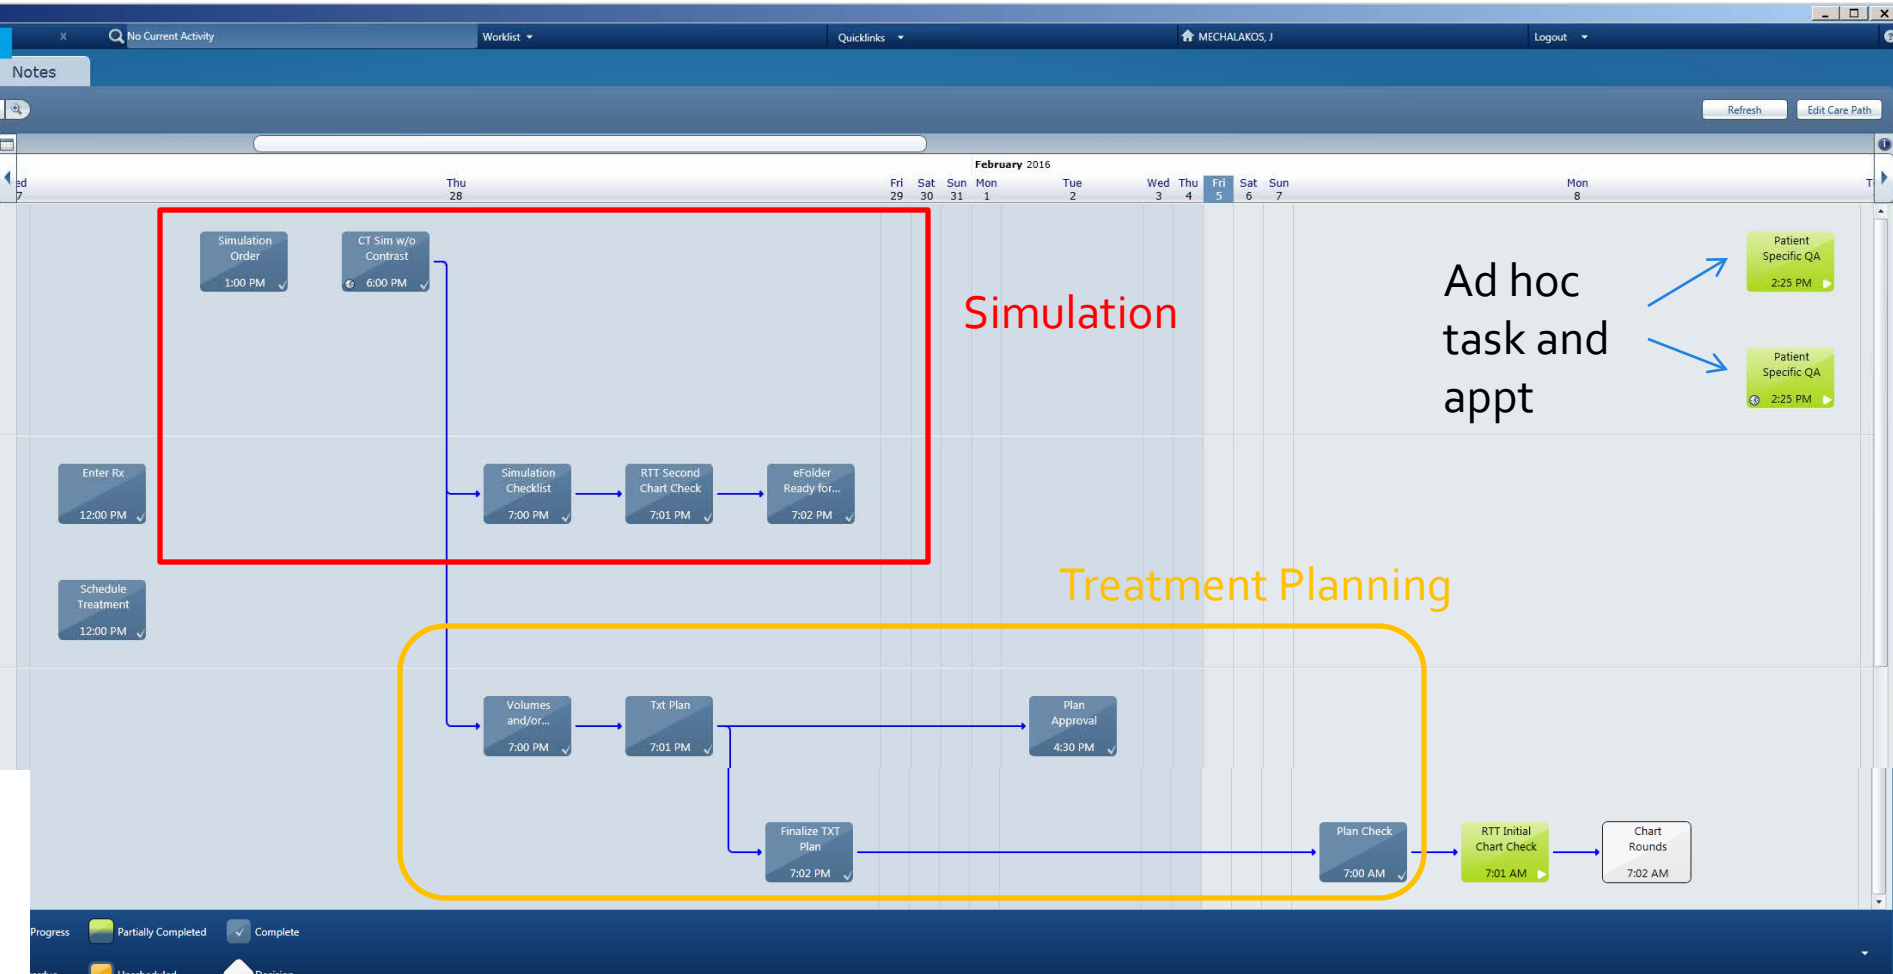 x No Current Activity Worklist Quicklinks MECHALAKOS, J Logout
Notes
Refresh Edit Care Path
February 2016
ed Thu Fri Sat Sun Mon Tue Wed Thu Fri Sat Sun Mon T
7 28 29 30 31 1 2 3 4 5 6 7 8
Simulation
Order
1:00 PM
CT Sim w/o
Contrast
6:00 PM
Simulation
Ad hoc
task and
appt
Patient
Specific QA
2:25 PM
Patient
Specific QA
2:25 PM
Enter Rx
12:00 PM
Simulation
Checklist
7:00 PM
RTT Second
Chart Check
7:01 PM
eFolder
Ready for...
7:02 PM
Schedule
Treatment
12:00 PM
Treatment Planning
Volumes
and/or...
7:00 PM
Txt Plan
7:01 PM
Plan
Approval
4:30 PM
Finalize TXT
Plan
7:02 PM
Plan Check
7:00 AM
RTT Initial
Chart Check
7:01 AM
Chart
Rounds
7:02 AM
Progress Partially Completed Complete
Unscheduled Decision